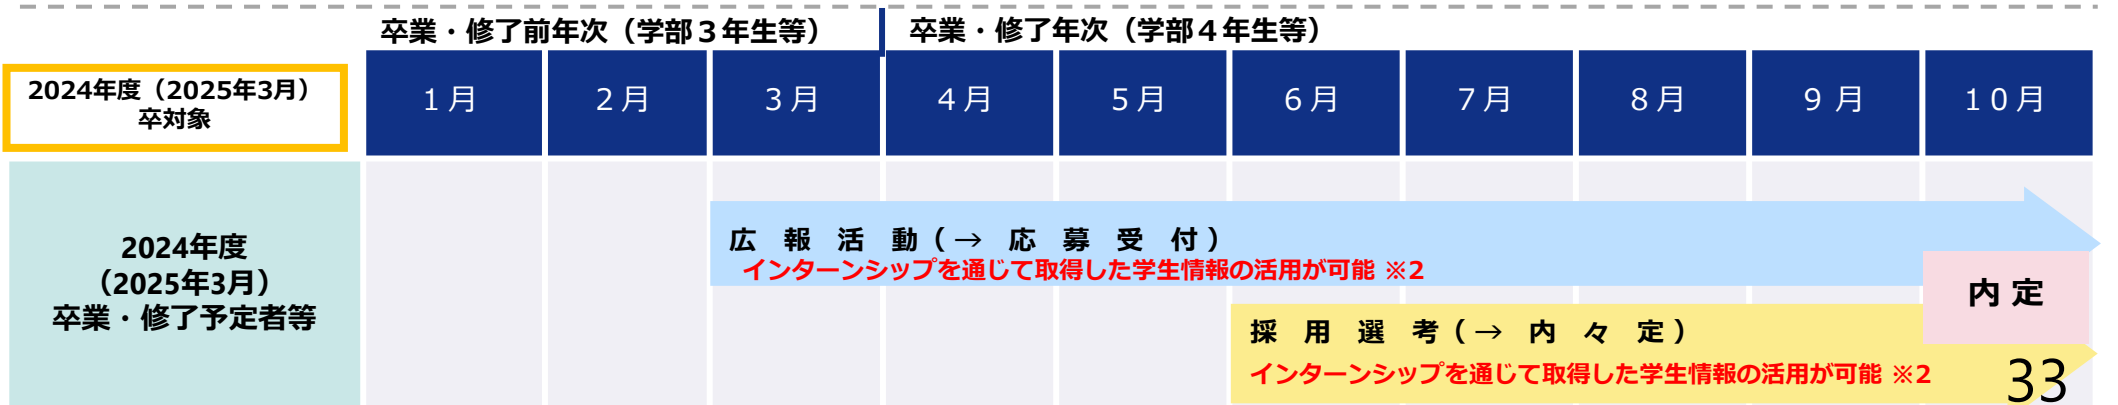 卒業・修了前年次（学部３年生等）
卒業・修了年次（学部４年生等）
2024年度（2025年3月）
卒対象
１月
２月
３月
４月
５月
６月
７月
８月
９月
１０月
2024年度
（2025年3月）
卒業・修了予定者等
広報活動（→応募受付）
インターンシップを通じて取得した学生情報の活用が可能 ※2
内定
採用選考（→内々定）
インターンシップを通じて取得した学生情報の活用が可能 ※2
33